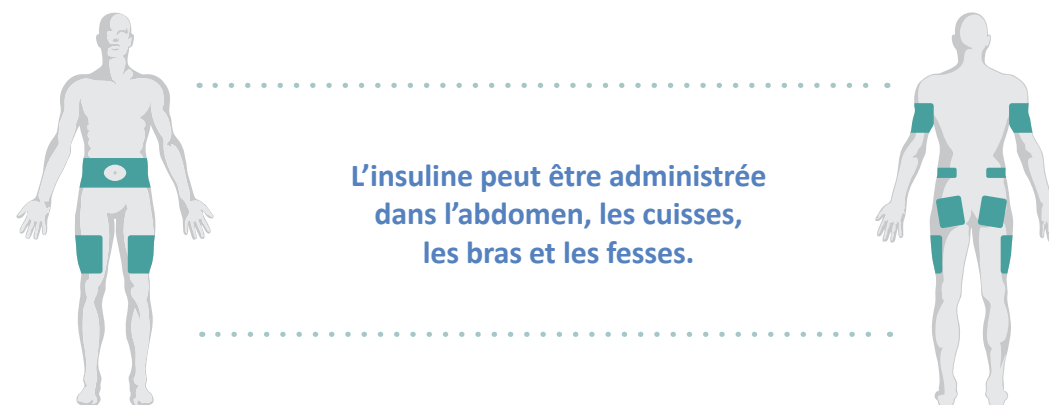 L’insuline peut être administrée
dans l’abdomen, les cuisses,
les bras et les fesses.